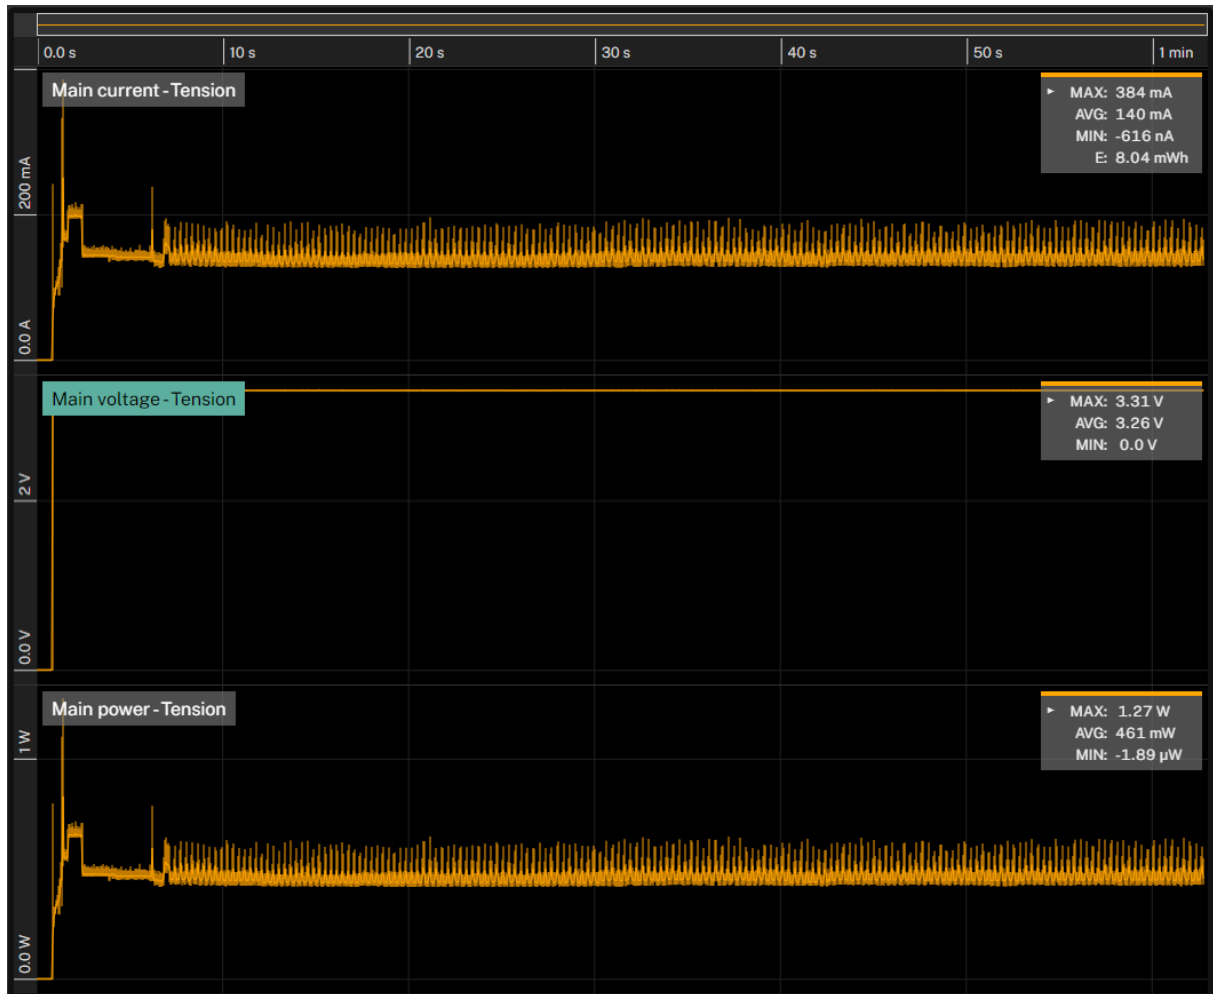 0.0 s
10 s
20 s
30 s
40 s
50 s
1 min
Main current - Tension
MAX: 384 mA
AVG: 140 mA
MIN: -616 nA
E: 8.04 mWh
200 mA
0.0 A
Main voltage - Tension
MAX: 3.31 V
AVG: 3.26 V
MIN: 0.0 V
2 V
0.0 V
Main power - Tension
MAX: 1.27 W
AVG: 461 mW
MIN: -1.89 μW
1 W
0.0 W